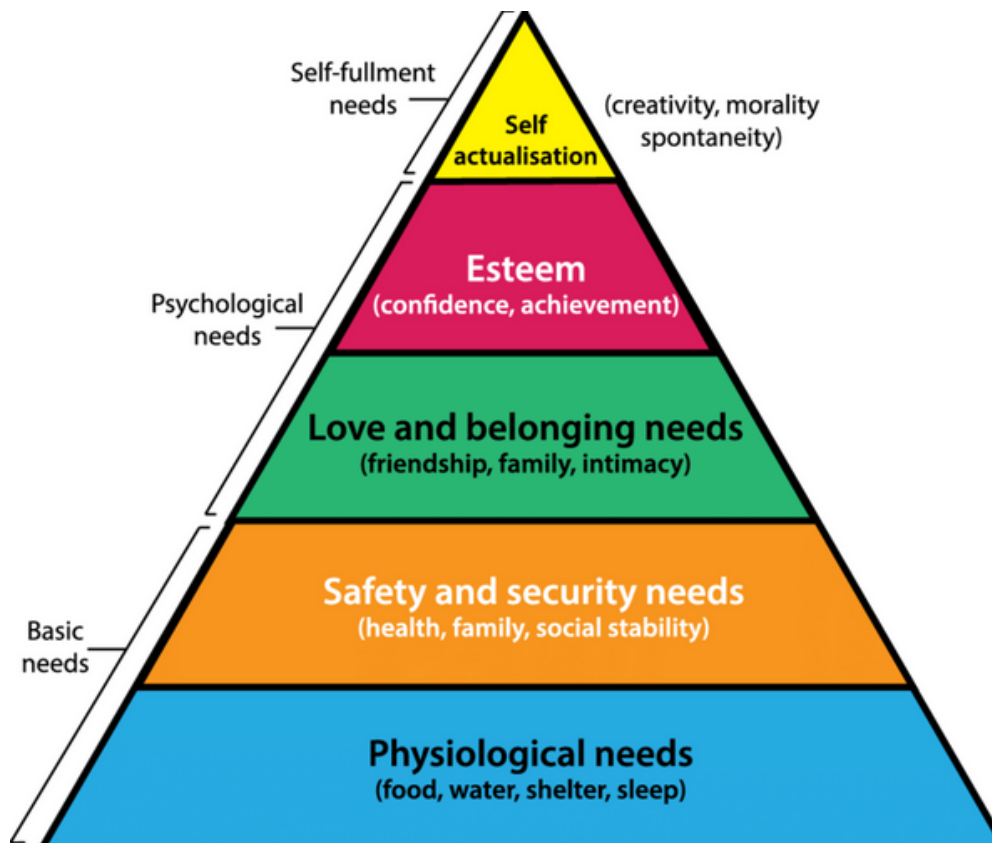 Self-fullment
needs
(creativity, morality
spontaneity)
Self
actualisation
Psychological
needs
Esteem
(confidence, achievement)
Love and belonging needs
(friendship, family, intimacy)
Basic
needs
Safety and security needs
(health, family, social stability)
Physiological needs
(food, water, shelter, sleep)